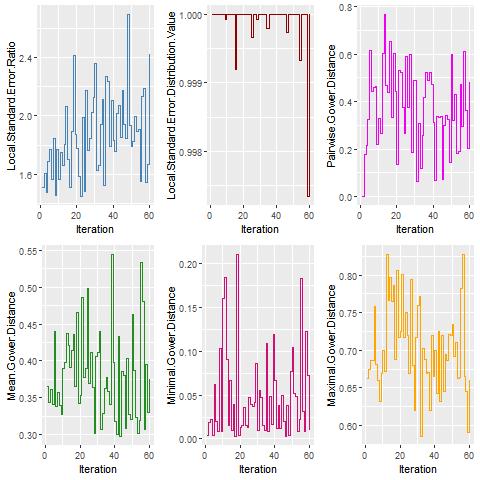 Local.Standard.Error.Ratio
2.4
2.0
1.6
0 20 40 60
Iteration
Local.Standard.Error.Distribution.Value
1.000
0.999
0.998
0 20 40 60
Iteration
Pairwise.Gower.Distance
0.8
0.6
0.4
0.2
0.0
0 20 40 60
Iteration
Mean.Gower.Distance
0.55
0.50
0.45
0.40
0.35
0.30
0 20 40 60
Iteration
Minimal.Gower.Distance
0.20
0.15
0.10
0.05
0.00
0 20 40 60
Iteration
Maximal.Gower.Distance
0.80
0.75
0.70
0.65
0.60
0 20 40 60
Iteration